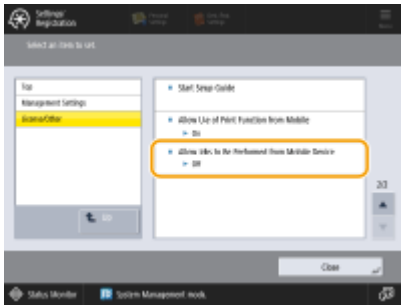 Settings/
Registration
Select an item to set.
Top
Management Settings
License/Other
Start Setup Guide
Allow Use of Print Function from Mobile
On
Allow Jobs to Be Performed from Mobile Device
Off
2/2
Up
Close
Status Monitor
System Management mode.